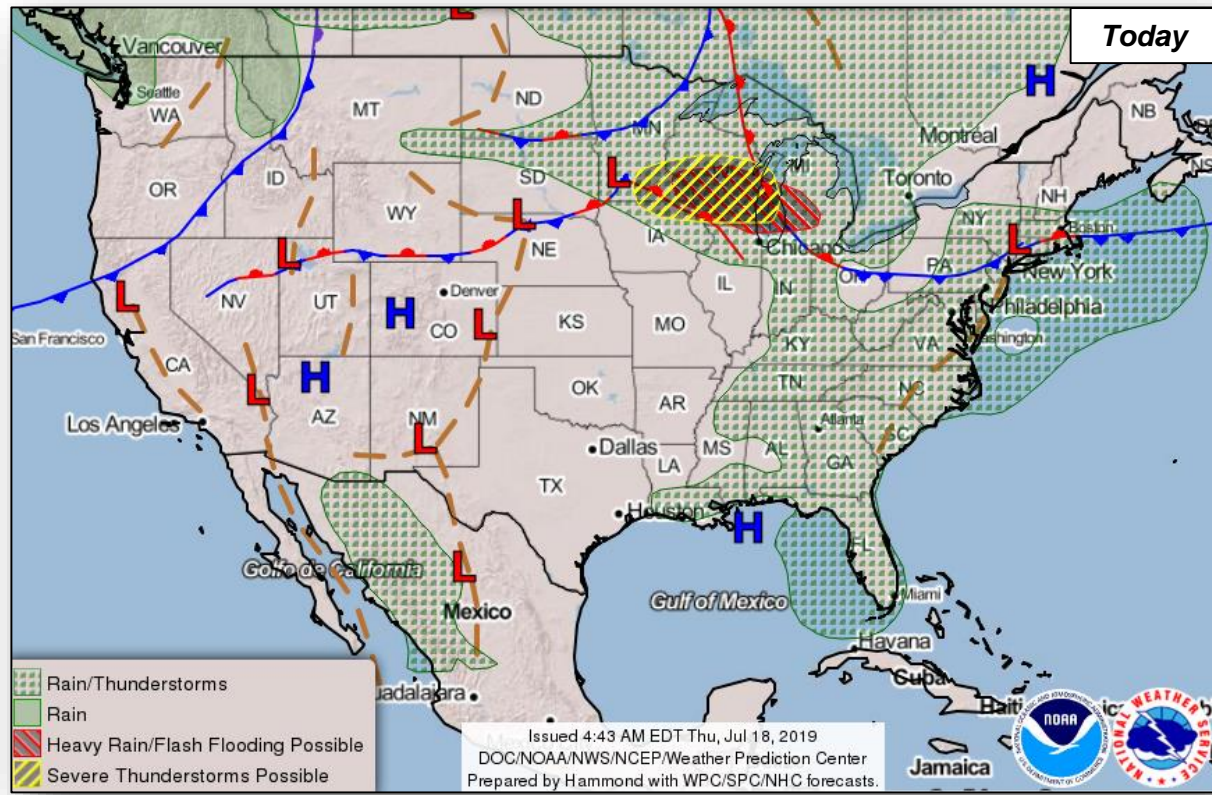 Today
Vancouver
Seattle
WA
MT
ND
MN
Montréal
NB
NS
OR
ID
WY
SD
MI
Toronto
NH
NY
Boston
IA
Chicago
NE
PA
New York
NV
UT
Denver
CO
IL
IN
OH
Philadelphia
San Francisco
CA
KS
MO
KY
VA
Washington
TN
NC
OK
AR
Los Angeles
AZ
NM
Atlanta
SC
Dallas
MS
AL
GA
LA
TX
Houston
FL
Golfo de California
Mexico
Gulf of Mexico
Miami
Havana
Cuba
Guadalajara
Jamaica
L
L
L
L
L
L
L
L
L
L
H
H
H
H
Rain/Thunderstorms
Rain
Heavy Rain/Flash Flooding Possible
Severe Thunderstorms Possible
Issued 4:43 AM EDT Thu, Jul 18, 2019
DOC/NOAA/NWS/NCEP/Weather Prediction Center
Prepared by Hammond with WPC/SPC/NHC forecasts.
NOAA
NATIONAL WEATHER SERVICE